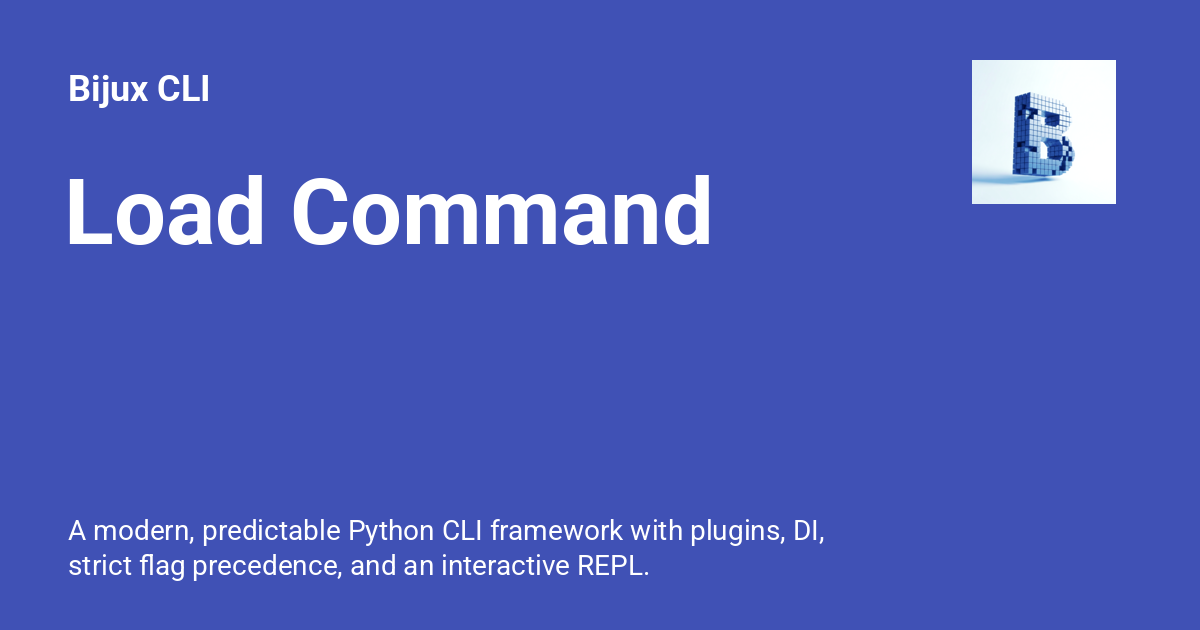 Bijux CLI
Load Command
B
A modern, predictable Python CLI framework with plugins, DI,
strict flag precedence, and an interactive REPL.